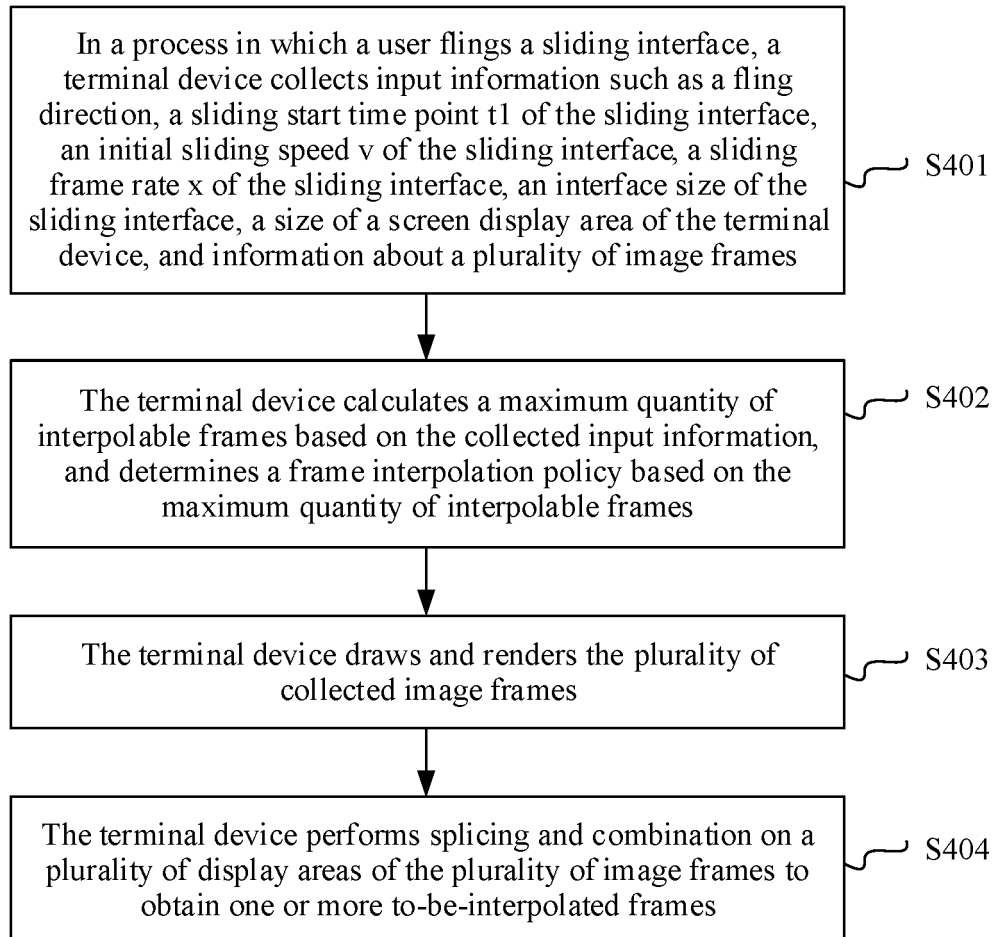 In a process in which a user flings a sliding interface, a
terminal device collects input information such as a fling
direction, a sliding start time point t1 of the sliding interface,
an initial sliding speed v of the sliding interface, a sliding
frame rate x of the sliding interface, an interface size of the
sliding interface, a size of a screen display area of the terminal
device, and information about a plurality of image frames
S401
The terminal device calculates a maximum quantity of
interpolable frames based on the collected input information,
and determines a frame interpolation policy based on the
maximum quantity of interpolable frames
S402
The terminal device draws and renders the plurality of
collected image frames
S403
The terminal device performs splicing and combination on a
plurality of display areas of the plurality of image frames to
obtain one or more to-be-interpolated frames
S404